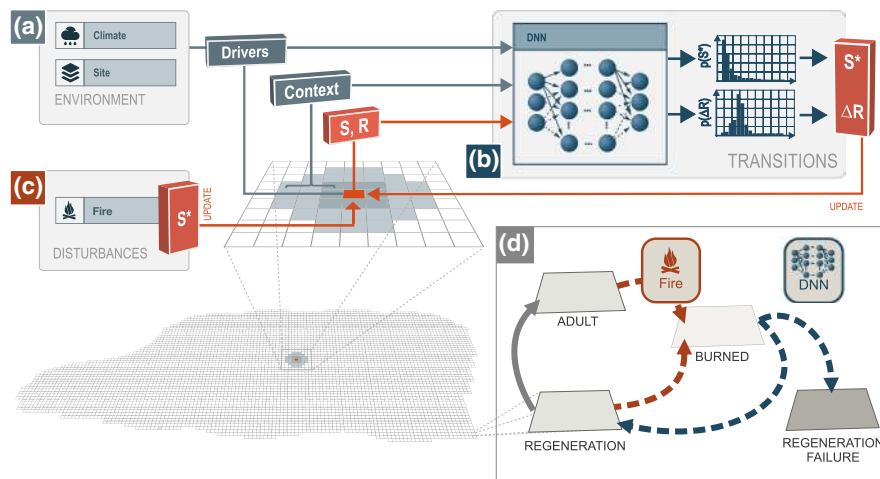 (a)
Climate
Site
ENVIRONMENT
Drivers
Context
S, R
(b)
DNN
p(S*)
p(ΔR)
S*
ΔR
TRANSITIONS
UPDATE
(c)
Fire
S*
UPDATE
DISTURBANCES
(d)
Fire
DNN
ADULT
BURNED
REGENERATION
REGENERATION
FAILURE